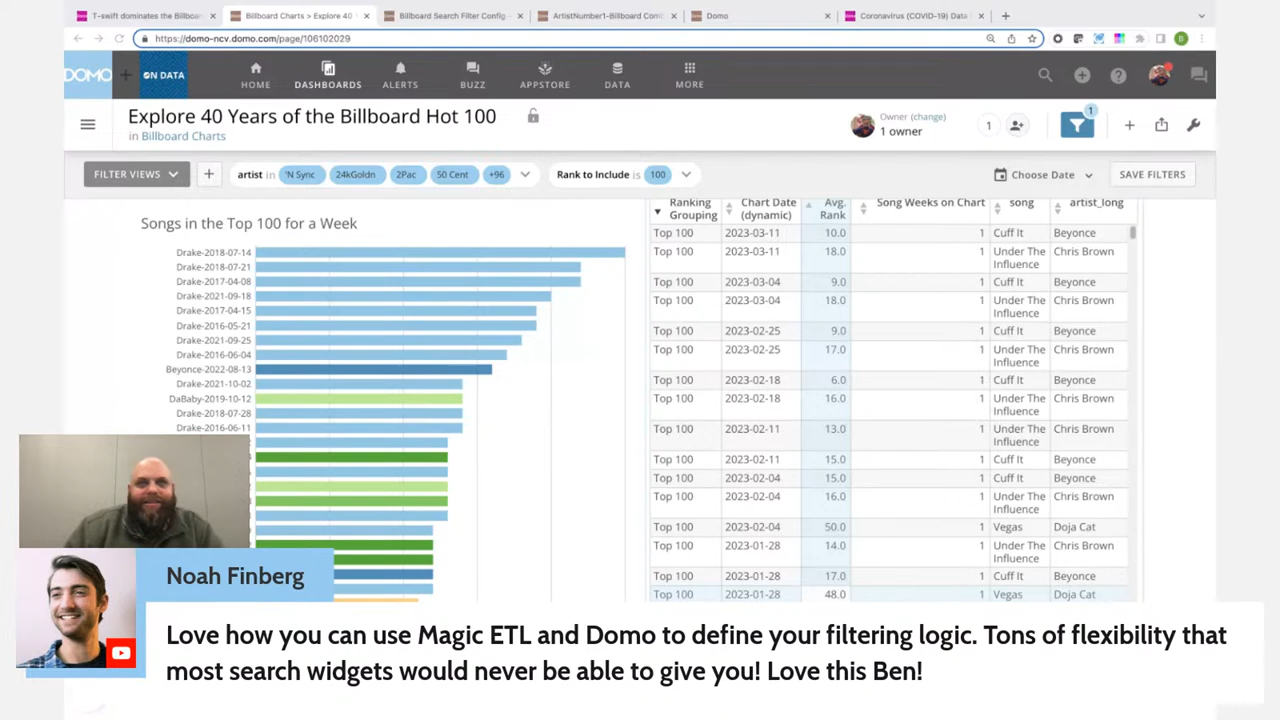 T-swift dominates the Billboar
Billboard Charts > Explore 40
Billboard Search Filter Config -
ArtistNumber1-Billboard Com
Domo
Coronavirus (COVID-19) Data
https://domo-ncv.domo.com/page/106102029
B
DOMO
ON DATA
HOME
DASHBOARDS
ALERTS
BUZZ
APPSTORE
DATA
MORE
Explore 40 Years of the Billboard Hot 100
in Billboard Charts
Owner (change)
1 owner
1
1
FILTER VIEWS
artist in 'N Sync 24kGoldn 2Pac 50 Cent +96
Rank to Include is 100
Choose Date
SAVE FILTERS
Songs in the Top 100 for a Week
Drake-2018-07-14
Drake-2018-07-21
Drake-2017-04-08
Drake-2021-09-18
Drake-2017-04-15
Drake-2016-05-21
Drake-2021-09-25
Drake-2016-06-04
Beyonce-2022-08-13
Drake-2021-10-02
DaBaby-2019-10-12
Drake-2018-07-28
Drake-2016-06-11
Ranking Grouping Chart Date (dynamic) Avg. Rank Song Weeks on Chart song artist_long
Top 100 2023-03-11 10.0 1 Cuff It Beyonce
Top 100 2023-03-11 18.0 1 Under The Influence Chris Brown
Top 100 2023-03-04 9.0 1 Cuff It Beyonce
Top 100 2023-03-04 18.0 1 Under The Influence Chris Brown
Top 100 2023-02-25 9.0 1 Cuff It Beyonce
Top 100 2023-02-25 17.0 1 Under The Influence Chris Brown
Top 100 2023-02-18 6.0 1 Cuff It Beyonce
Top 100 2023-02-18 16.0 1 Under The Influence Chris Brown
Top 100 2023-02-11 13.0 1 Under The Influence Chris Brown
Top 100 2023-02-11 15.0 1 Cuff It Beyonce
Top 100 2023-02-04 15.0 1 Cuff It Beyonce
Top 100 2023-02-04 16.0 1 Under The Influence Chris Brown
Top 100 2023-02-04 50.0 1 Vegas Doja Cat
Top 100 2023-01-28 14.0 1 Under The Influence Chris Brown
Top 100 2023-01-28 17.0 1 Cuff It Beyonce
Top 100 2023-01-28 48.0 1 Vegas Doja Cat
Noah Finberg
Love how you can use Magic ETL and Domo to define your filtering logic. Tons of flexibility that
most search widgets would never be able to give you! Love this Ben!